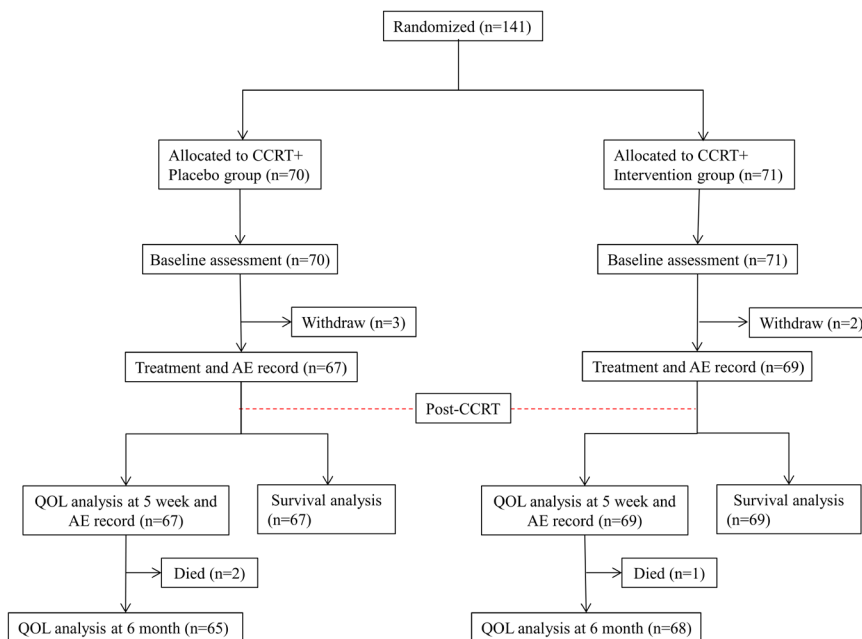 Randomized (n=141)
Allocated to CCRT+
Placebo group (n=70)
Allocated to CCRT+
Intervention group (n=71)
Baseline assessment (n=70)
Baseline assessment (n=71)
Withdraw (n=3)
Withdraw (n=2)
Treatment and AE record (n=67)
Treatment and AE record (n=69)
Post-CCRT
QOL analysis at 5 week and
AE record (n=67)
Survival analysis
(n=67)
QOL analysis at 5 week and
AE record (n=69)
Survival analysis
(n=69)
Died (n=2)
Died (n=1)
QOL analysis at 6 month (n=65)
QOL analysis at 6 month (n=68)